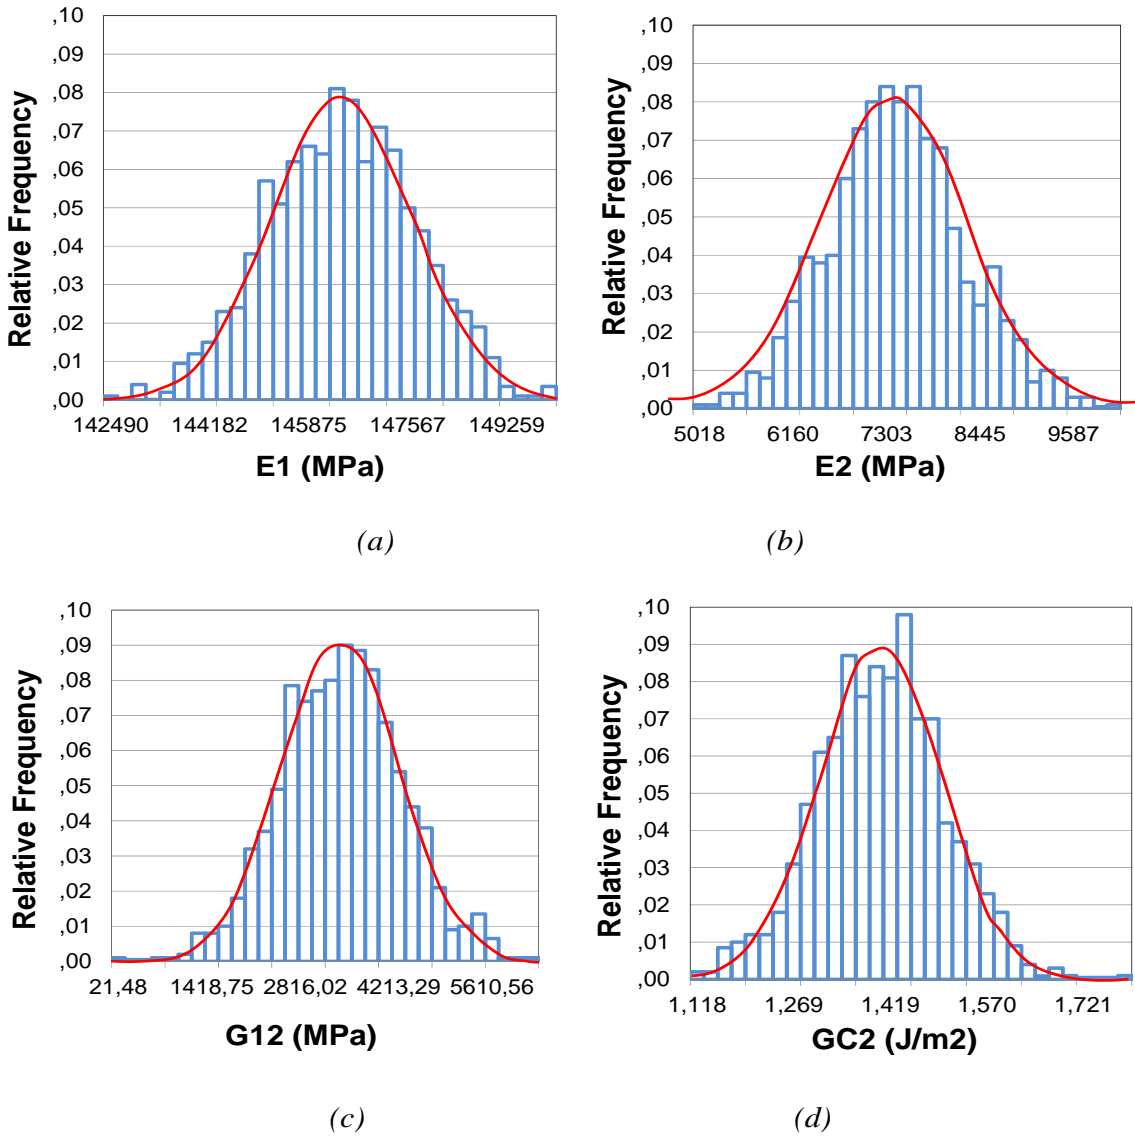 ,10
,09
,08
,07
,06
,05
,04
,03
,02
,01
,00
Relative Frequency
142490 144182 145875 147567 149259
E1 (MPa)
(a)
,10
,09
,08
,07
,06
,05
,04
,03
,02
,01
,00
Relative Frequency
5018 6160 7303 8445 9587
E2 (MPa)
(b)
,10
,09
,08
,07
,06
,05
,04
,03
,02
,01
,00
Relative Frequency
21,48 1418,75 2816,02 4213,29 5610,56
G12 (MPa)
(c)
,10
,09
,08
,07
,06
,05
,04
,03
,02
,01
,00
Relative Frequency
1,118 1,269 1,419 1,570 1,721
GC2 (J/m2)
(d)